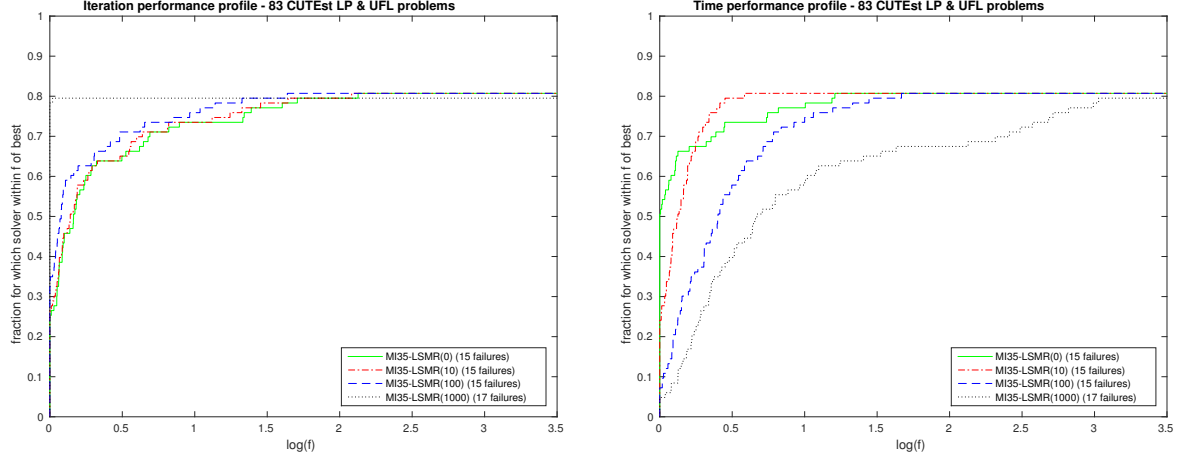 Iteration performance profile - 83 CUTEst LP & UFL problems
1
0.9
0.8
0.7
0.6
0.5
0.4
0.3
0.2
0.1
0
fraction for which solver within f of best
MI35-LSMR(0) (15 failures)
MI35-LSMR(10) (15 failures)
MI35-LSMR(100) (15 failures)
MI35-LSMR(1000) (17 failures)
0 0.5 1 1.5 2 2.5 3 3.5
log(f)
Time performance profile - 83 CUTEst LP & UFL problems
1
0.9
0.8
0.7
0.6
0.5
0.4
0.3
0.2
0.1
0
fraction for which solver within f of best
MI35-LSMR(0) (15 failures)
MI35-LSMR(10) (15 failures)
MI35-LSMR(100) (15 failures)
MI35-LSMR(1000) (17 failures)
0 0.5 1 1.5 2 2.5 3 3.5
log(f)